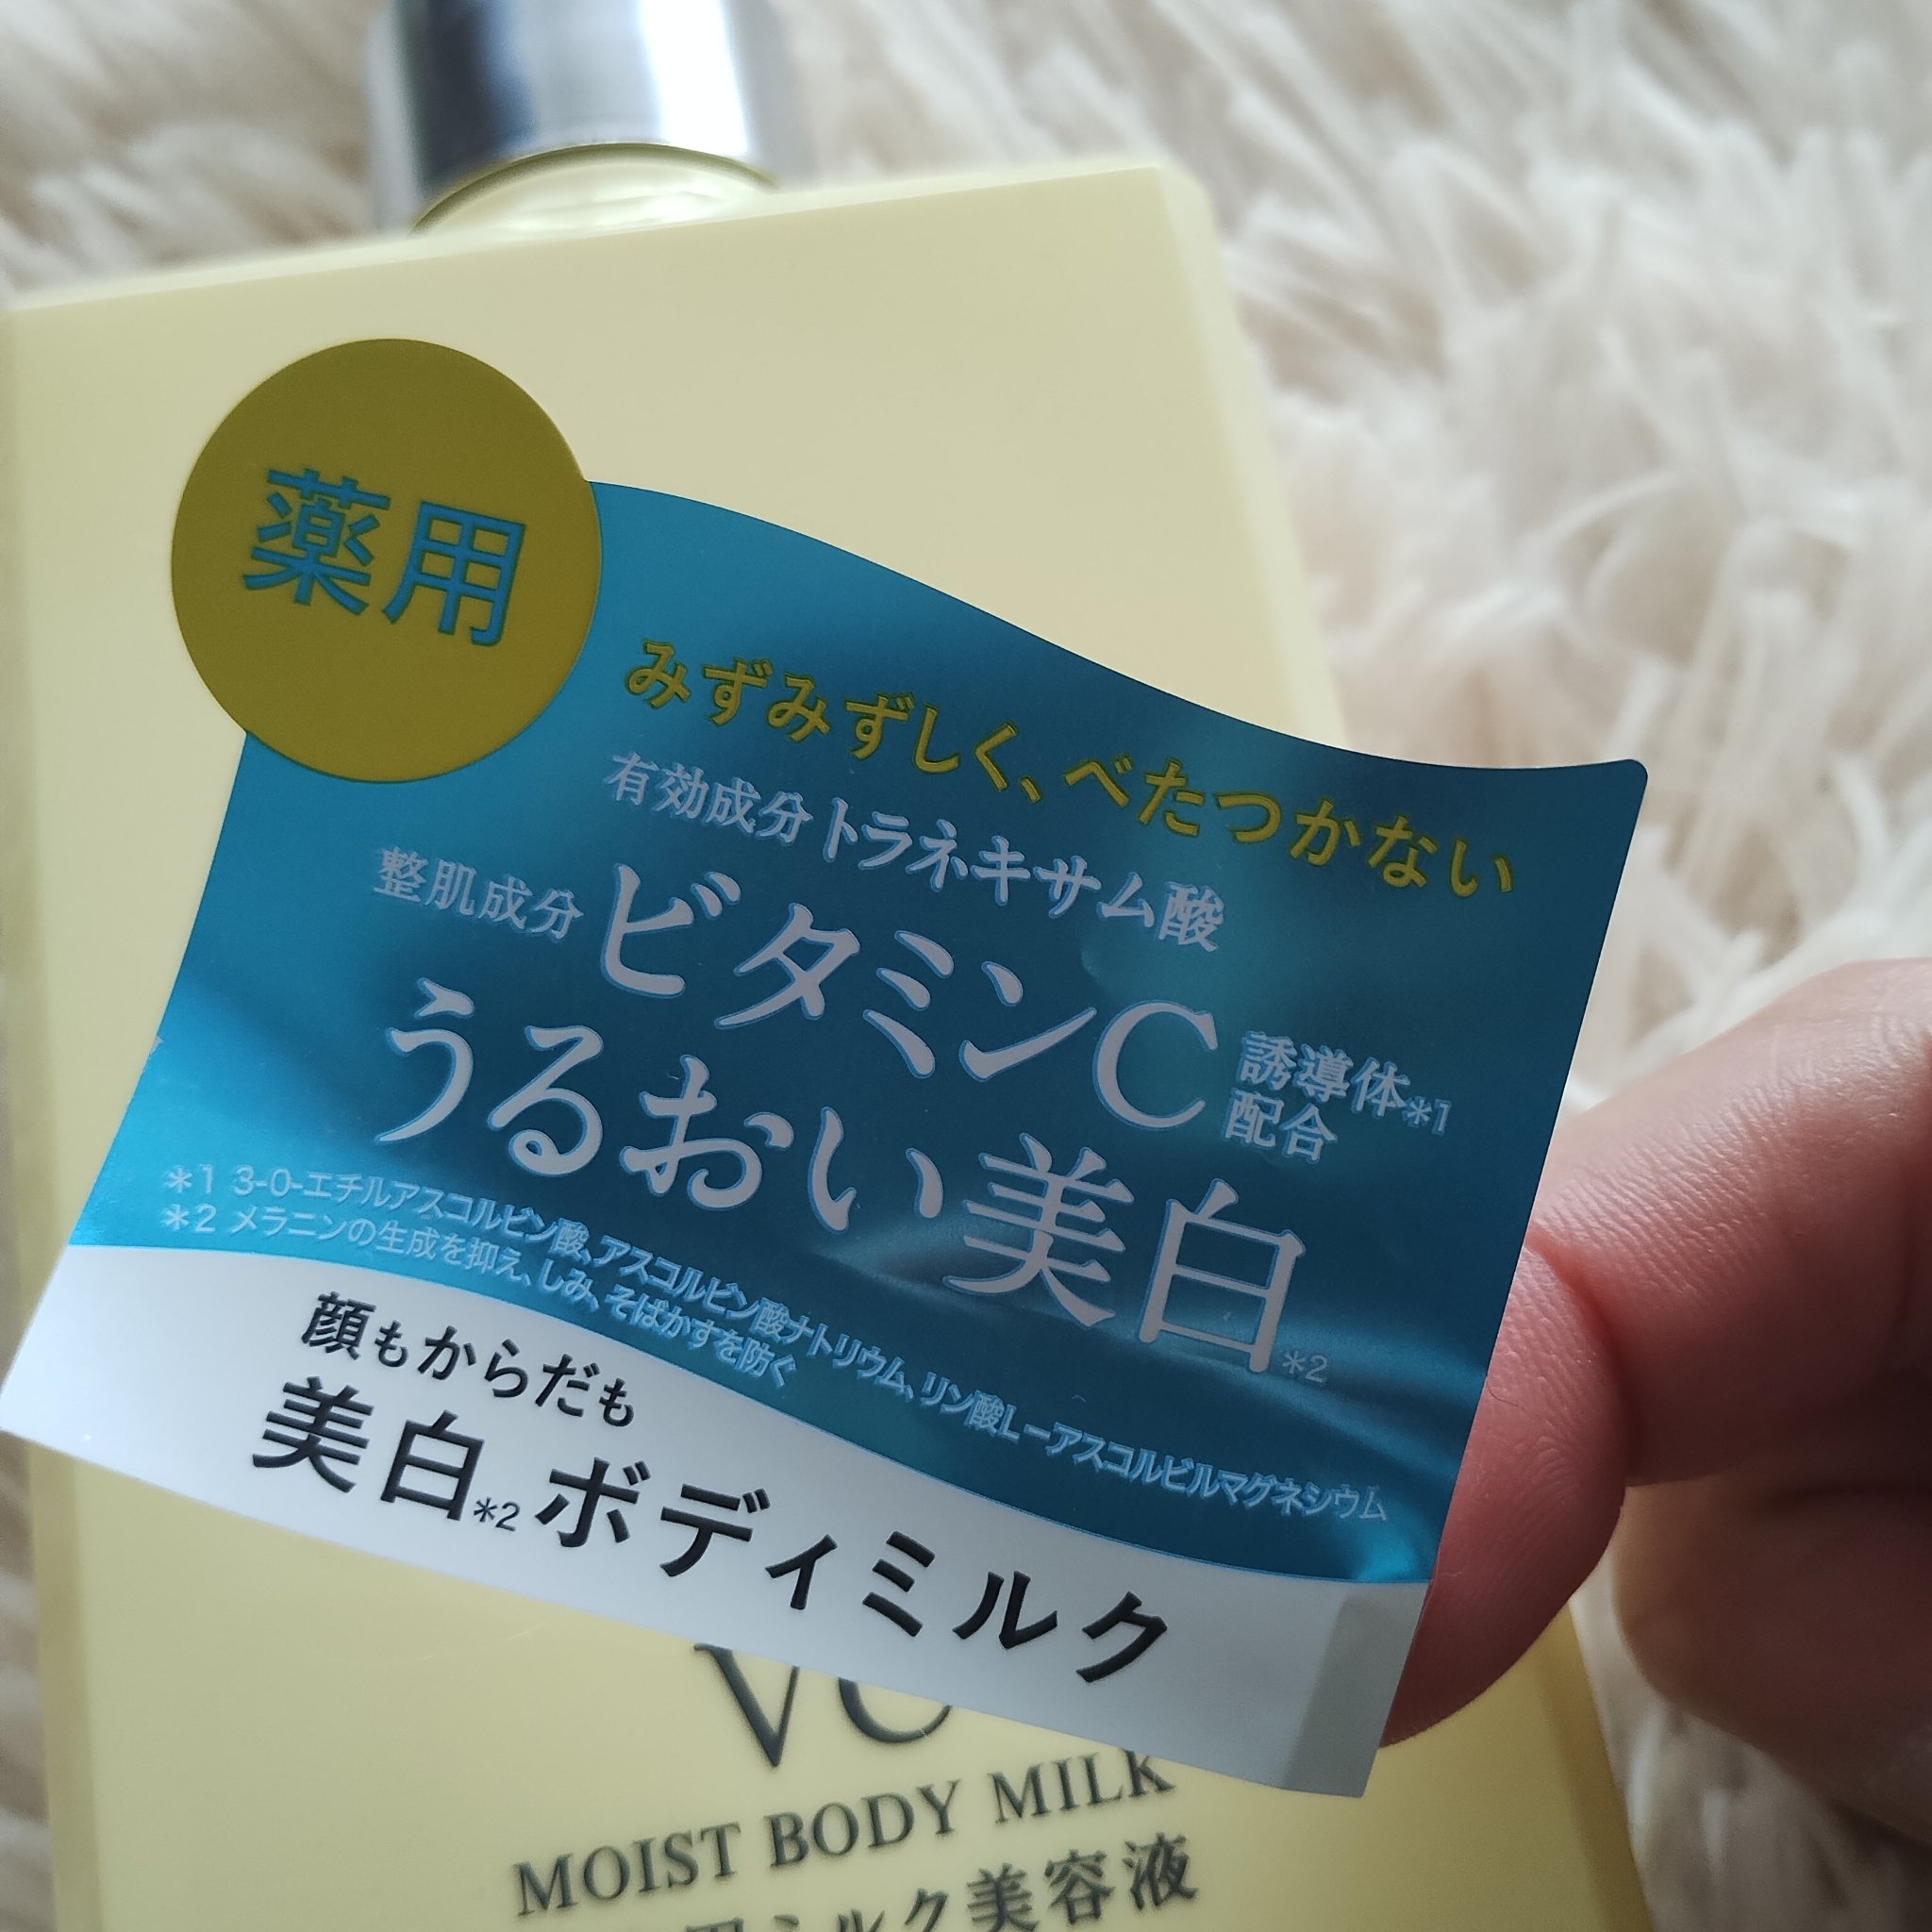 薬用
みずみずしく、べたつかない
有効成分トラネキサム酸
整肌成分 ビタミンC誘導体*1配合
うるおい美白*2
*1 3-O-エチルアスコルビン酸、アスコルビン酸ナトリウム、リン酸L-アスコルビルマグネシウム
*2 メラニンの生成を抑え、しみ、そばかすを防ぐ
顔もからだも
美白*2ボディミルク
VC
MOIST BODY MILK
用ミルク美容液